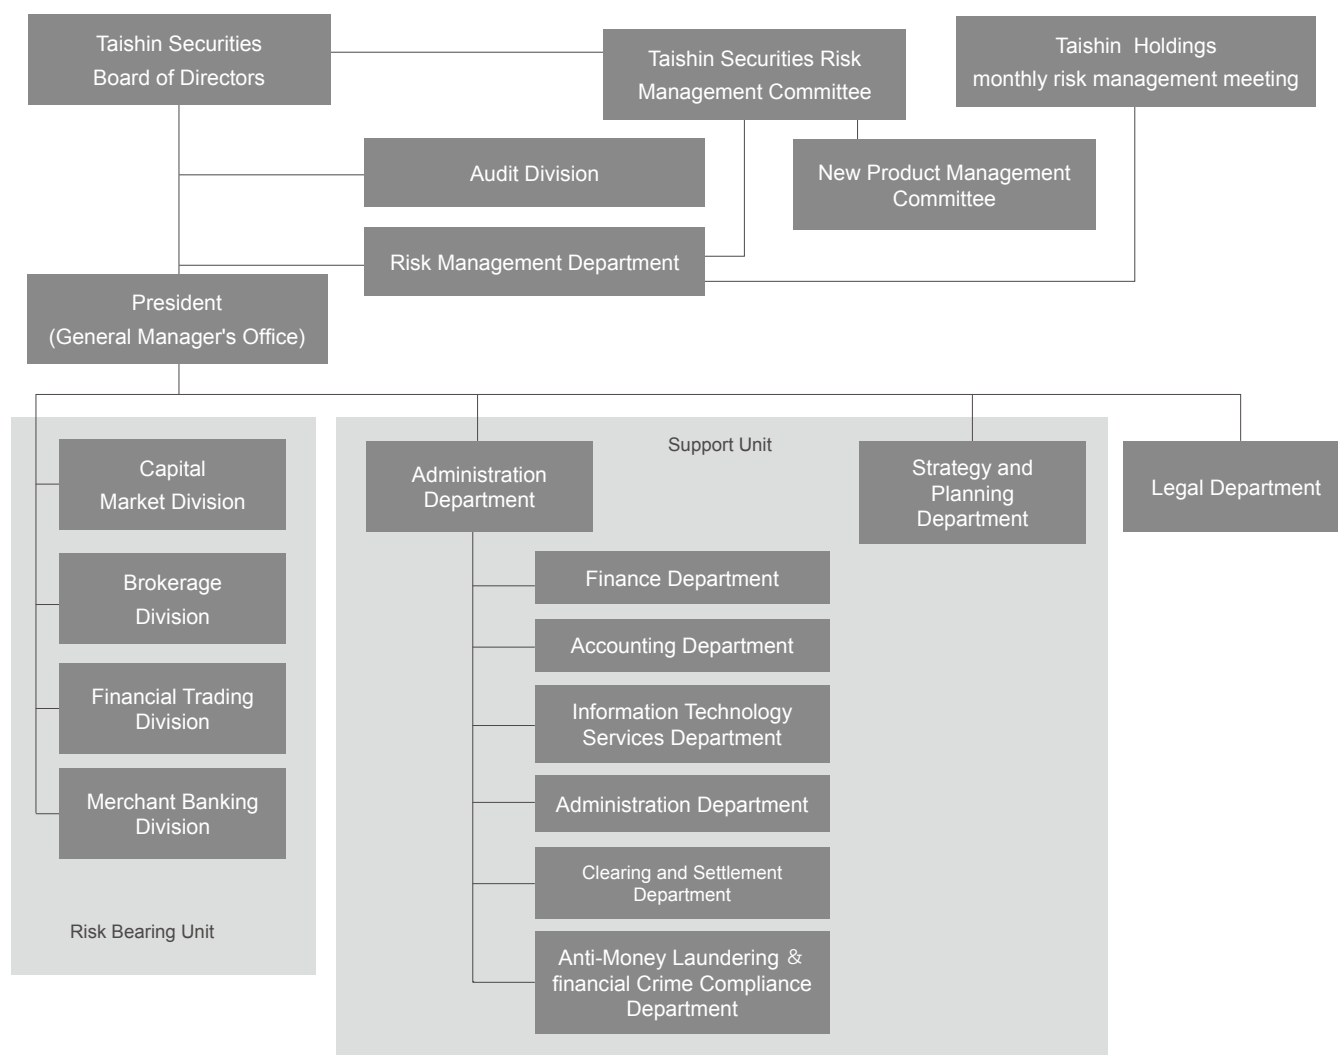 Taishin Securities
Board of Directors
Taishin Securities Risk
Management Committee
Taishin Holdings
monthly risk management meeting
Audit Division
New Product Management
Committee
Risk Management Department
President
(General Manager's Office)
Capital
Market Division
Brokerage
Division
Financial Trading
Division
Merchant Banking
Division
Risk Bearing Unit
Support Unit
Administration
Department
Strategy and
Planning
Department
Legal Department
Finance Department
Accounting Department
Information Technology
Services Department
Administration Department
Clearing and Settlement
Department
Anti-Money Laundering &
financial Crime Compliance
Department